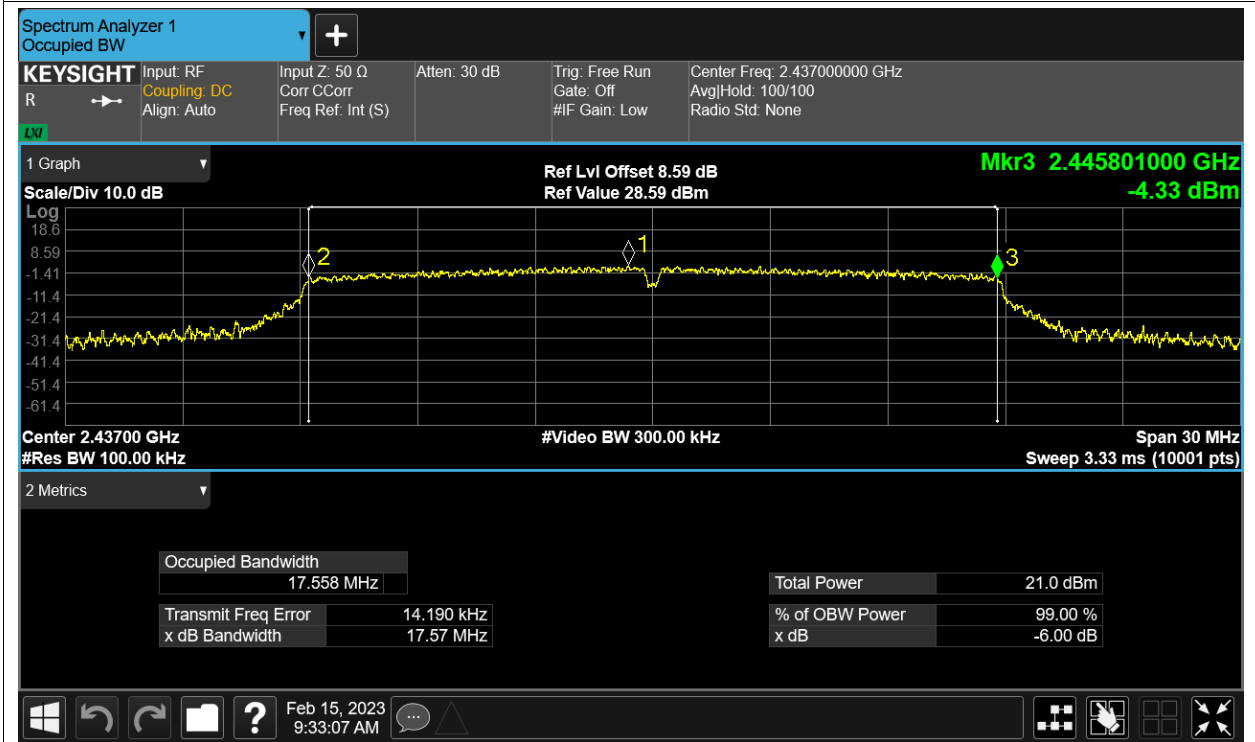 Spectrum Analyzer 1
Occupied BW
KEYSIGHT
R
LXI
Input: RF
Coupling: DC
Align: Auto
Input Z: 50 Ω
Corr CCorr
Freq Ref: Int (S)
Atten: 30 dB
Trig: Free Run
Gate: Off
#IF Gain: Low
Center Freq: 2.437000000 GHz
Avg|Hold: 100/100
Radio Std: None
1 Graph
Scale/Div 10.0 dB
Ref Lvl Offset 8.59 dB
Ref Value 28.59 dBm
Mkr3 2.445801000 GHz
-4.33 dBm
Log
18.6
8.59
-1.41
-11.4
-21.4
-31.4
-41.4
-51.4
-61.4
2
1
3
Center 2.43700 GHz
#Res BW 100.00 kHz
#Video BW 300.00 kHz
Span 30 MHz
Sweep 3.33 ms (10001 pts)
2 Metrics
Occupied Bandwidth
17.558 MHz
Transmit Freq Error 14.190 kHz
x dB Bandwidth 17.57 MHz
Total Power 21.0 dBm
% of OBW Power 99.00 %
x dB -6.00 dB
?
Feb 15, 2023
9:33:07 AM